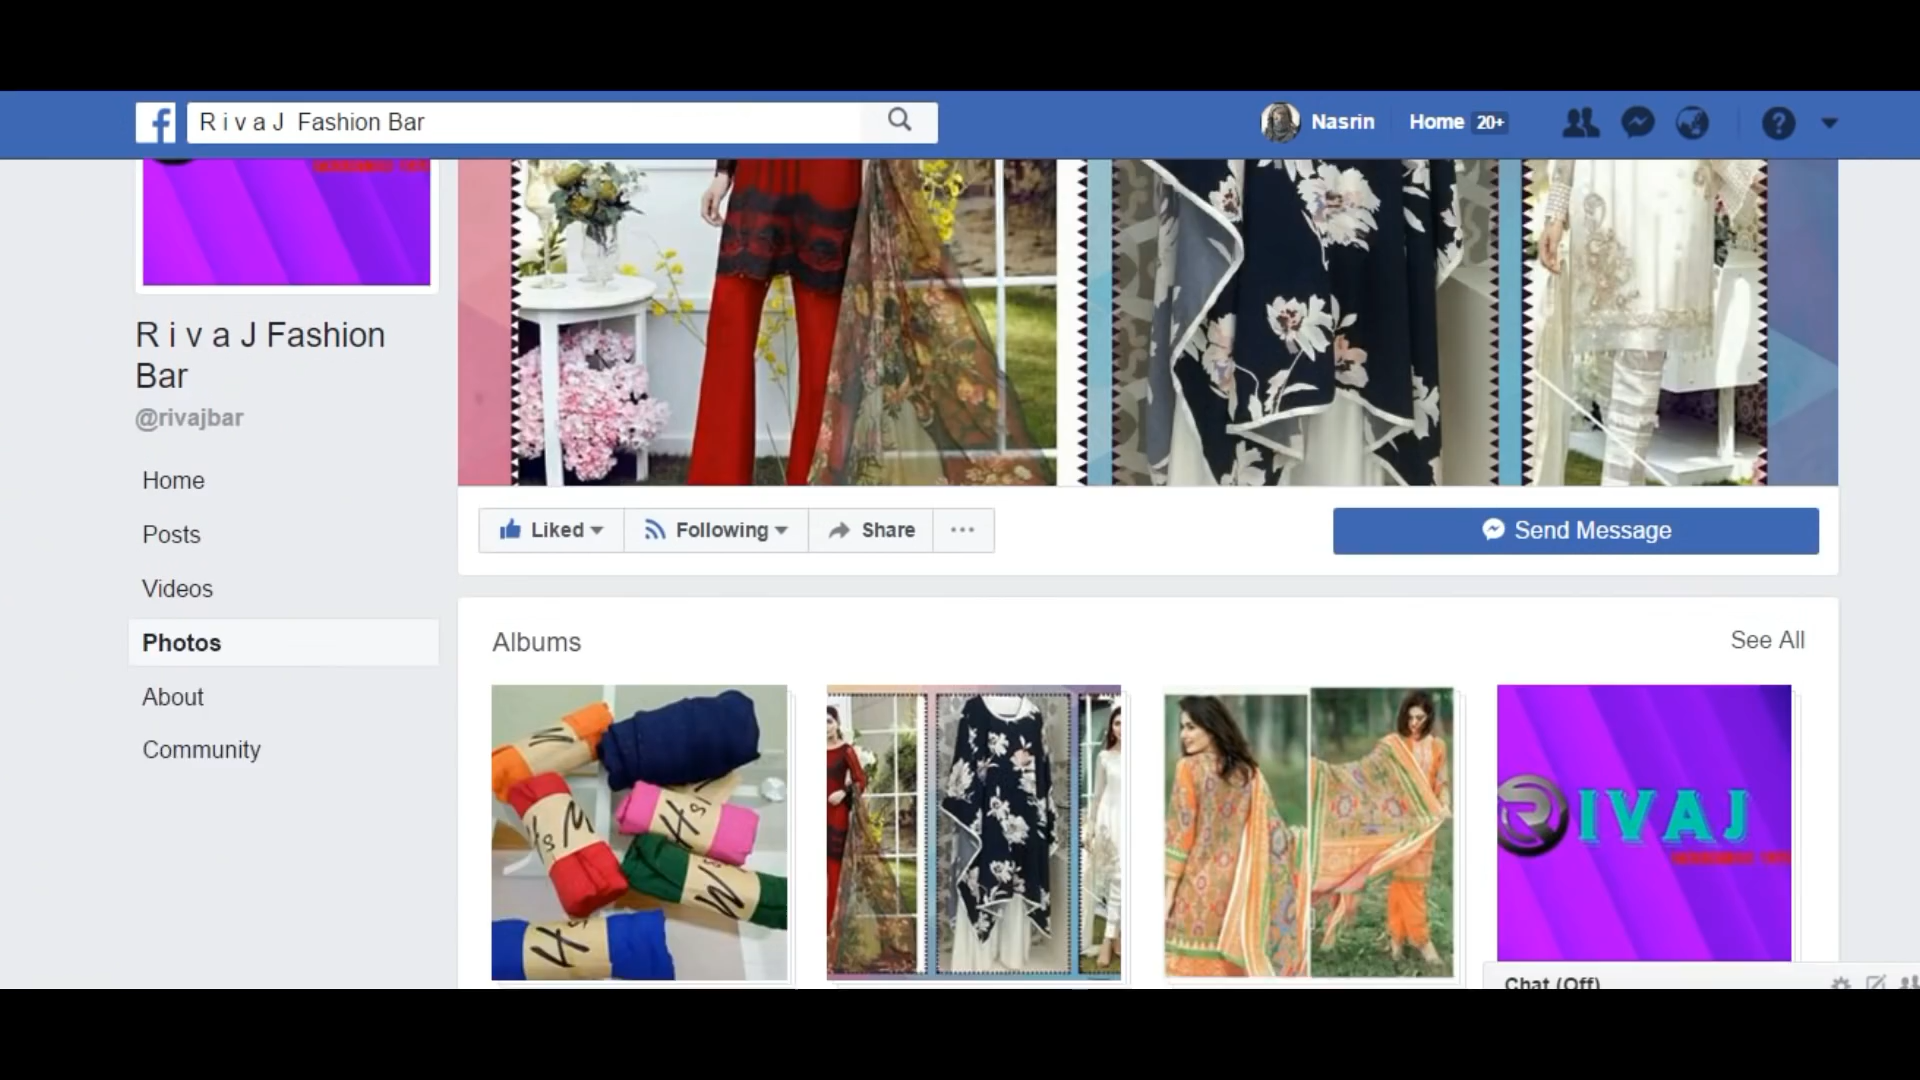 R i v a J Fashion Bar
Nasrin
Home 20+
R i v a J Fashion
Bar
@rivajbar
Home
Posts
Videos
Photos
About
Community
Liked
Following
Share
Send Message
Albums
See All
RIVAJ
Chat (Off)